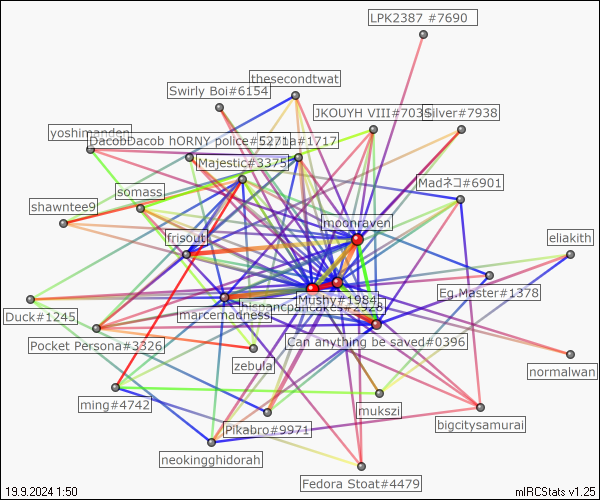 LPK2387 #7690
thesecondtwat
Swirly Boi#6154
JKOUYH VIII#7035
Silver#7938
yoshimanden
DacobDacob hORNY police#5271
a#1717
Majestic#3375
Madネコ#6901
somass
shawntee9
moonraven
frisout
eliakith
Mushy#1984
Eg.Master#1378
hispanicpancakes#2528
marcemadness
Duck#1245
Can anything be saved#0396
Pocket Persona#3326
zebula
normalwan
ming#4742
mukszi
bigcitysamurai
Pikabro#9971
neokingghidorah
Fedora Stoat#4479
19.9.2024 1:50
mIRCStats v1.25